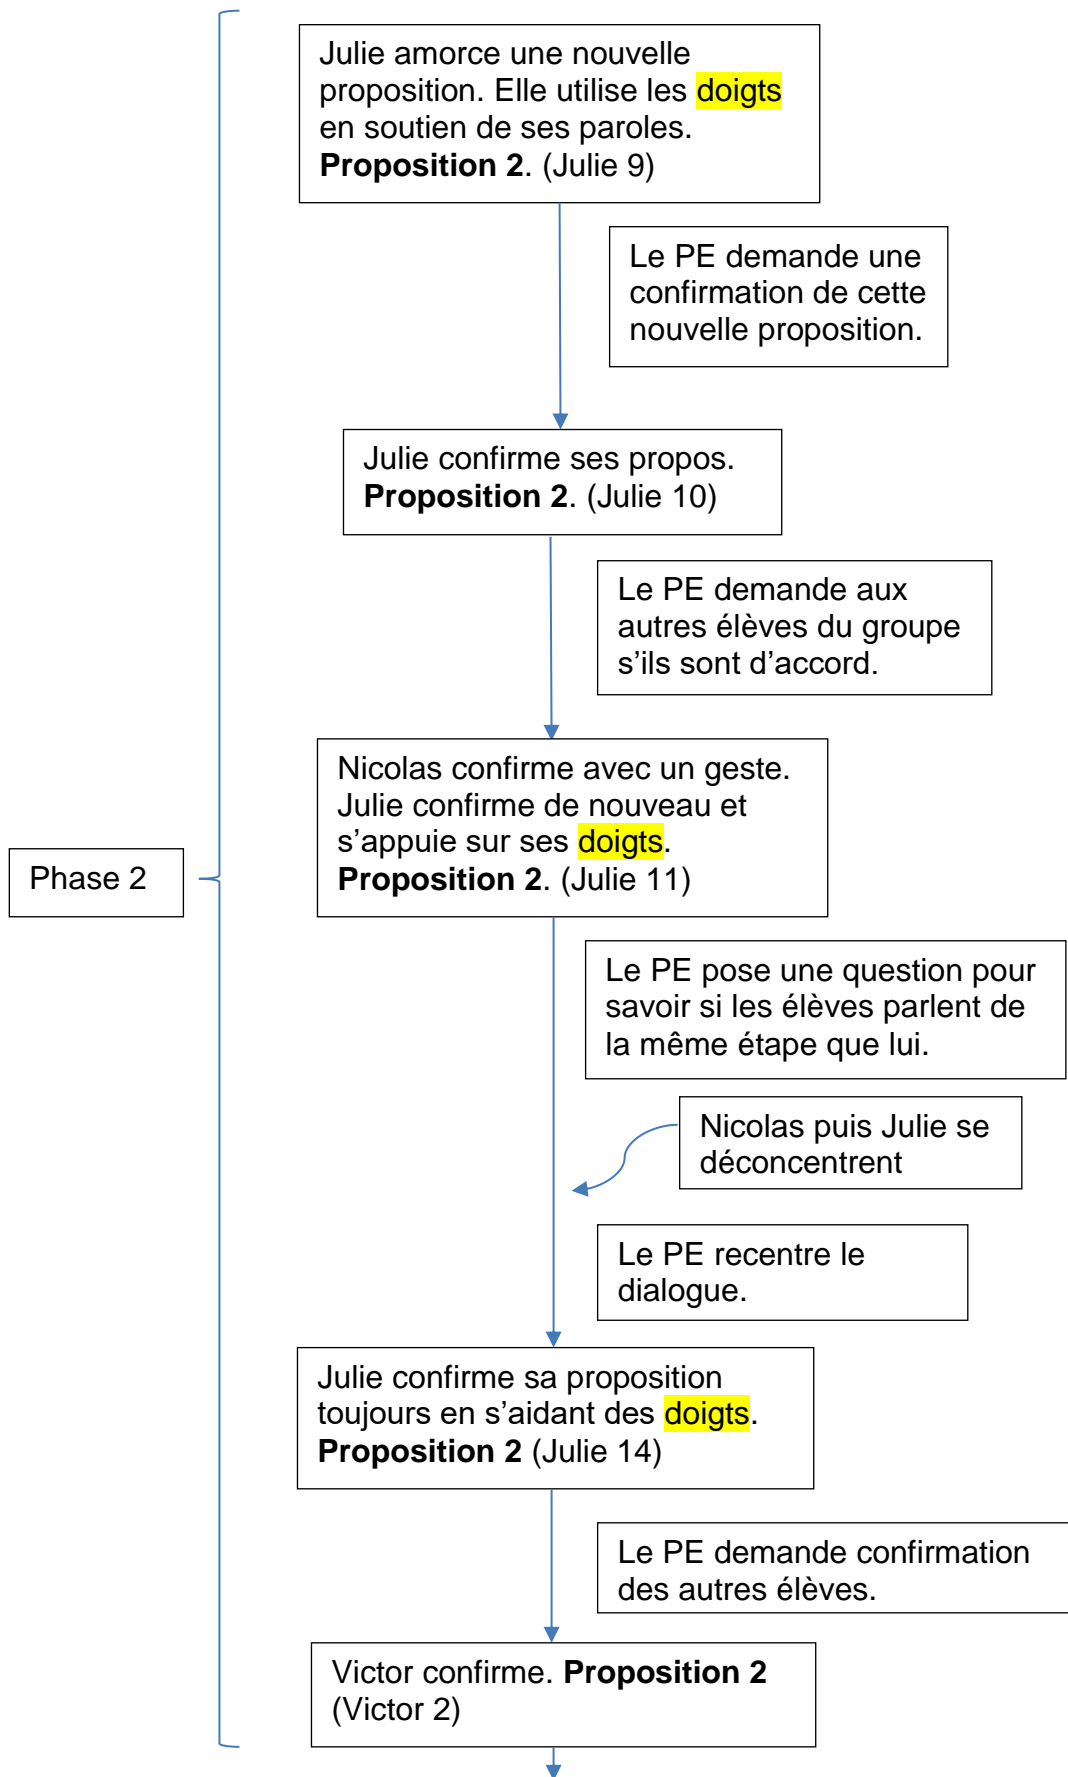 Julie amorce une nouvelle
proposition. Elle utilise les doigts
en soutien de ses paroles.
Proposition 2. (Julie 9)
Le PE demande une
confirmation de cette
nouvelle proposition.
Julie confirme ses propos.
Proposition 2. (Julie 10)
Le PE demande aux
autres élèves du groupe
s’ils sont d’accord.
Nicolas confirme avec un geste.
Julie confirme de nouveau et
s’appuie sur ses doigts.
Proposition 2. (Julie 11)
Phase 2
Le PE pose une question pour
savoir si les élèves parlent de
la même étape que lui.
Nicolas puis Julie se
déconcentrent
Le PE recentre le
dialogue.
Julie confirme sa proposition
toujours en s’aidant des doigts.
Proposition 2 (Julie 14)
Le PE demande confirmation
des autres élèves.
Victor confirme. Proposition 2
(Victor 2)